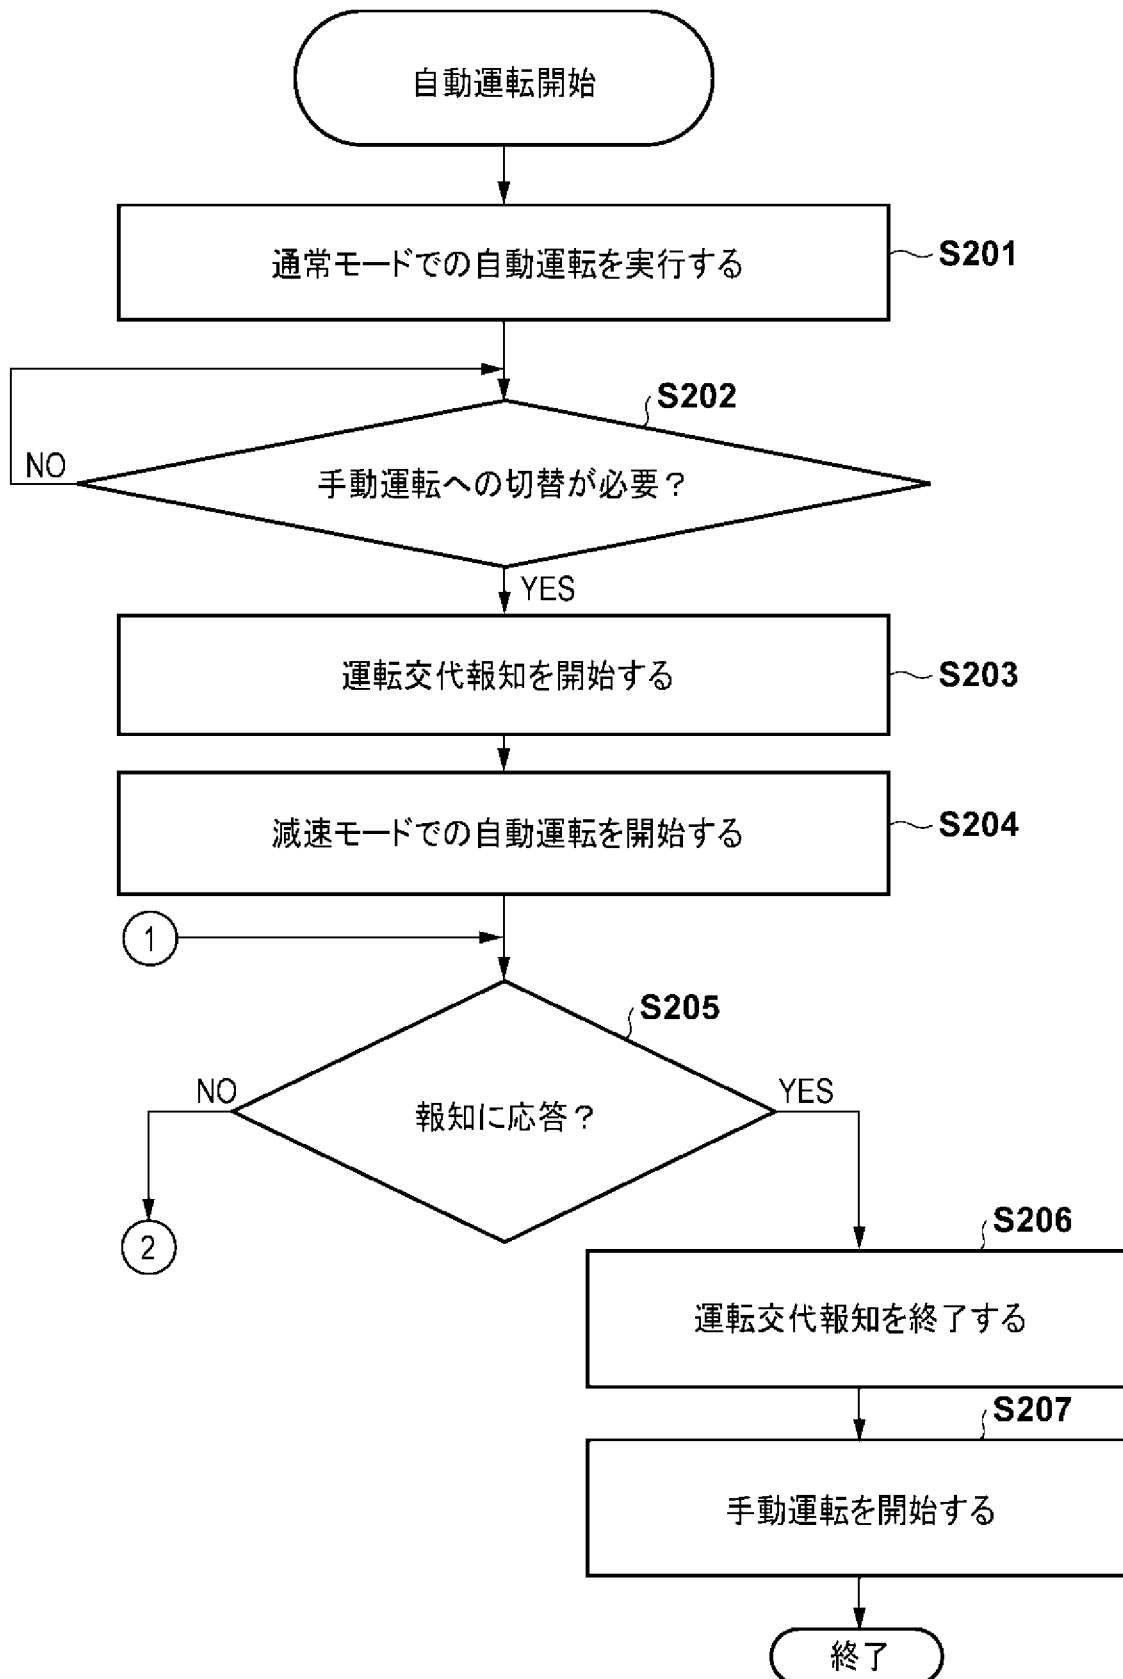 自動運転開始
通常モードでの自動運転を実行する
S201
S202
手動運転への切替が必要？
NO
YES
運転交代報知を開始する
S203
減速モードでの自動運転を開始する
S204
1
S205
報知に応答？
NO
YES
2
S206
運転交代報知を終了する
S207
手動運転を開始する
終了